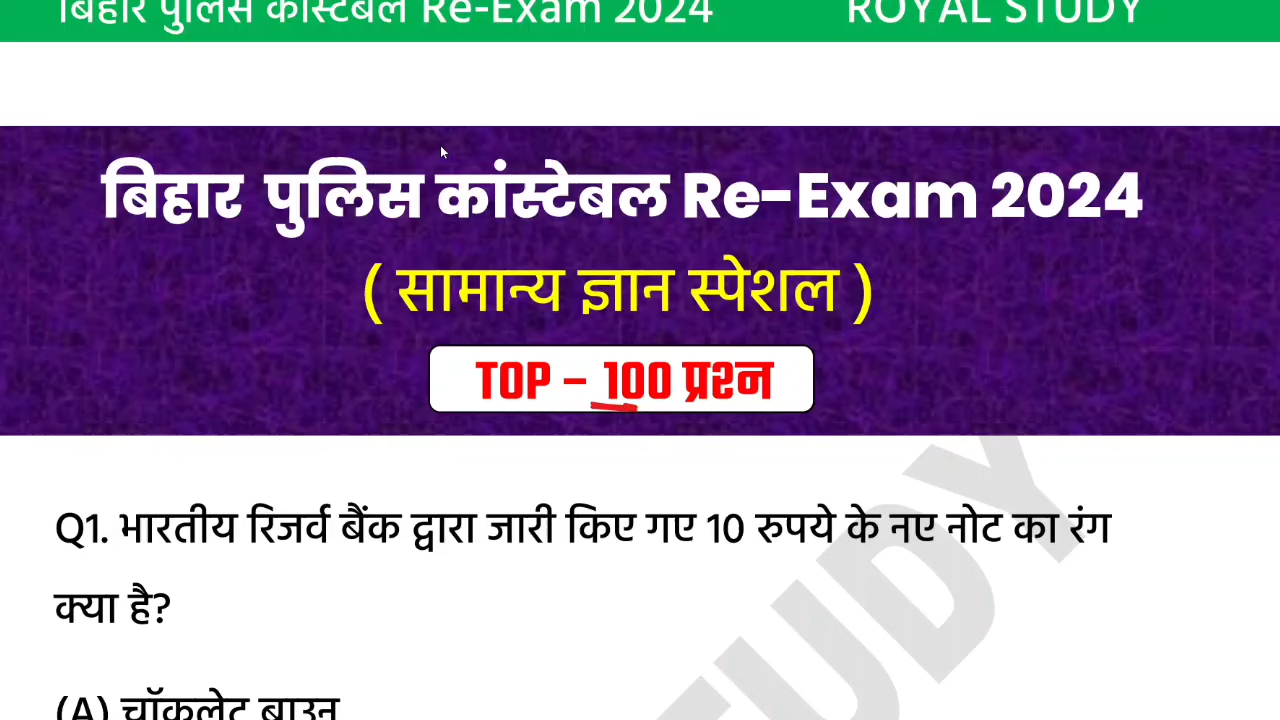 बिहार पुलिस कांस्टेबल Re-Exam 2024 ROYAL STUDY
बिहार पुलिस कांस्टेबल Re-Exam 2024
( सामान्य ज्ञान स्पेशल )
TOP – 100 प्रश्न
Q1. भारतीय रिजर्व बैंक द्वारा जारी किए गए 10 रुपये के नए नोट का रंग
क्या है?
(A) चॉकलेट ब्राउन
STUDY